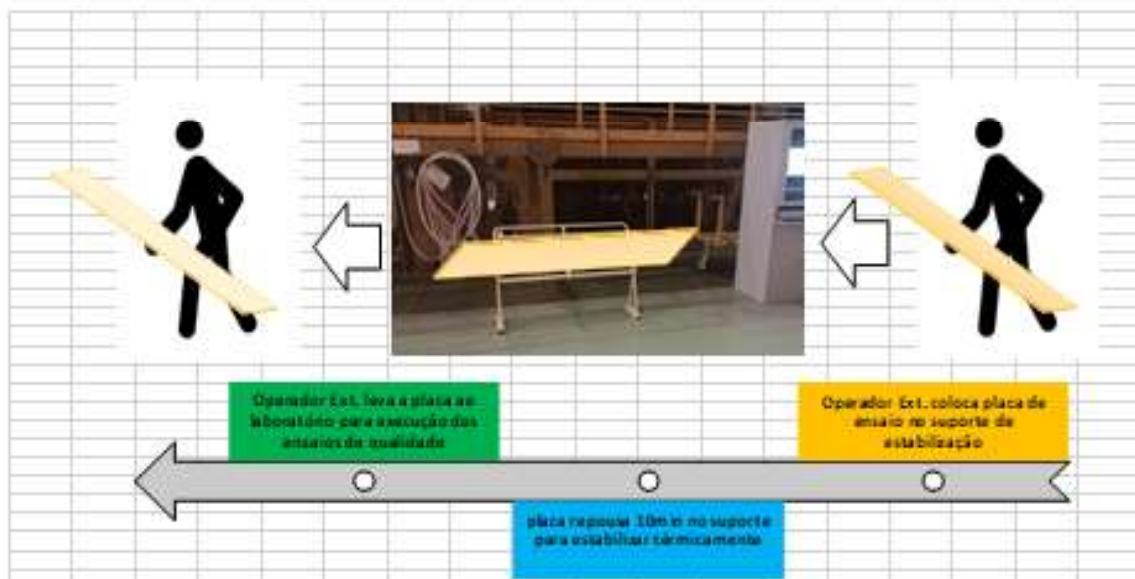 Operador Ext. leva a placa ao
laboratório para execução dos
ensaios de qualidade
Operador Ext. coloca placa de
ensaio no suporte de
estabilização
placa repousa 10min no suporte
para estabilizar térmicamente